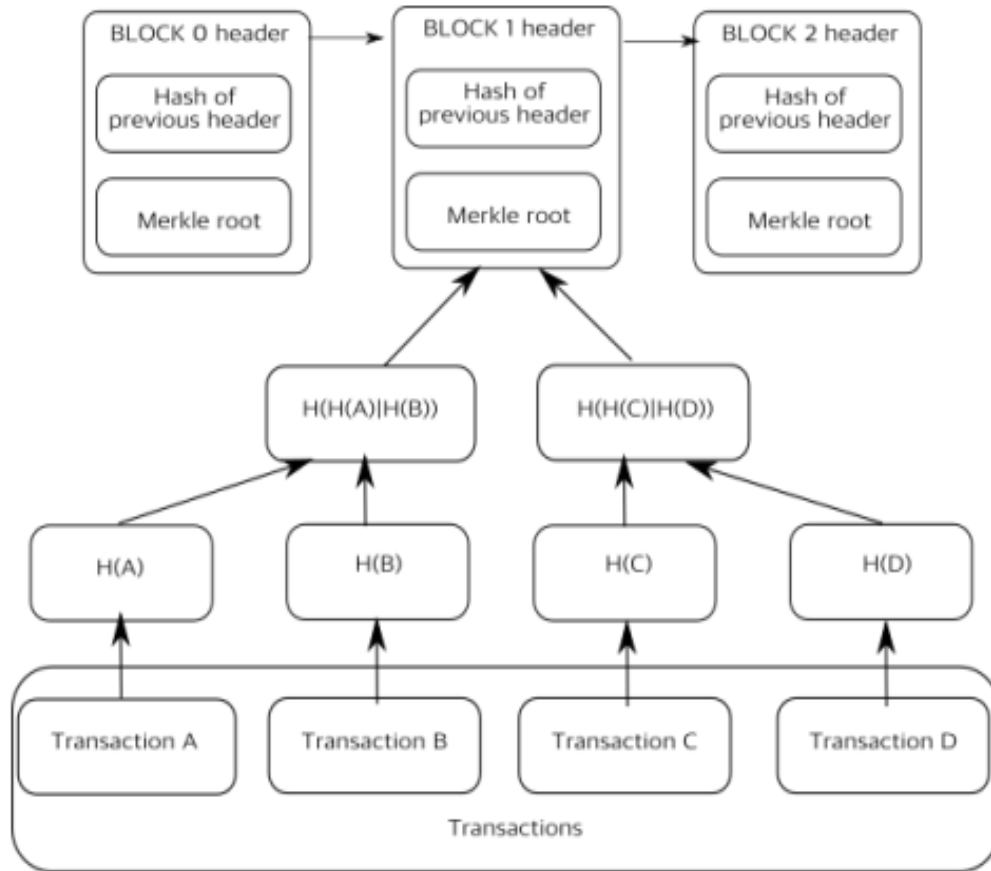 BLOCK 0 header
Hash of
previous header
Merkle root
BLOCK 1 header
Hash of
previous header
Merkle root
BLOCK 2 header
Hash of
previous header
Merkle root
H(H(A)|H(B))
H(H(C)|H(D))
H(A)
H(B)
H(C)
H(D)
Transaction A
Transaction B
Transaction C
Transaction D
Transactions